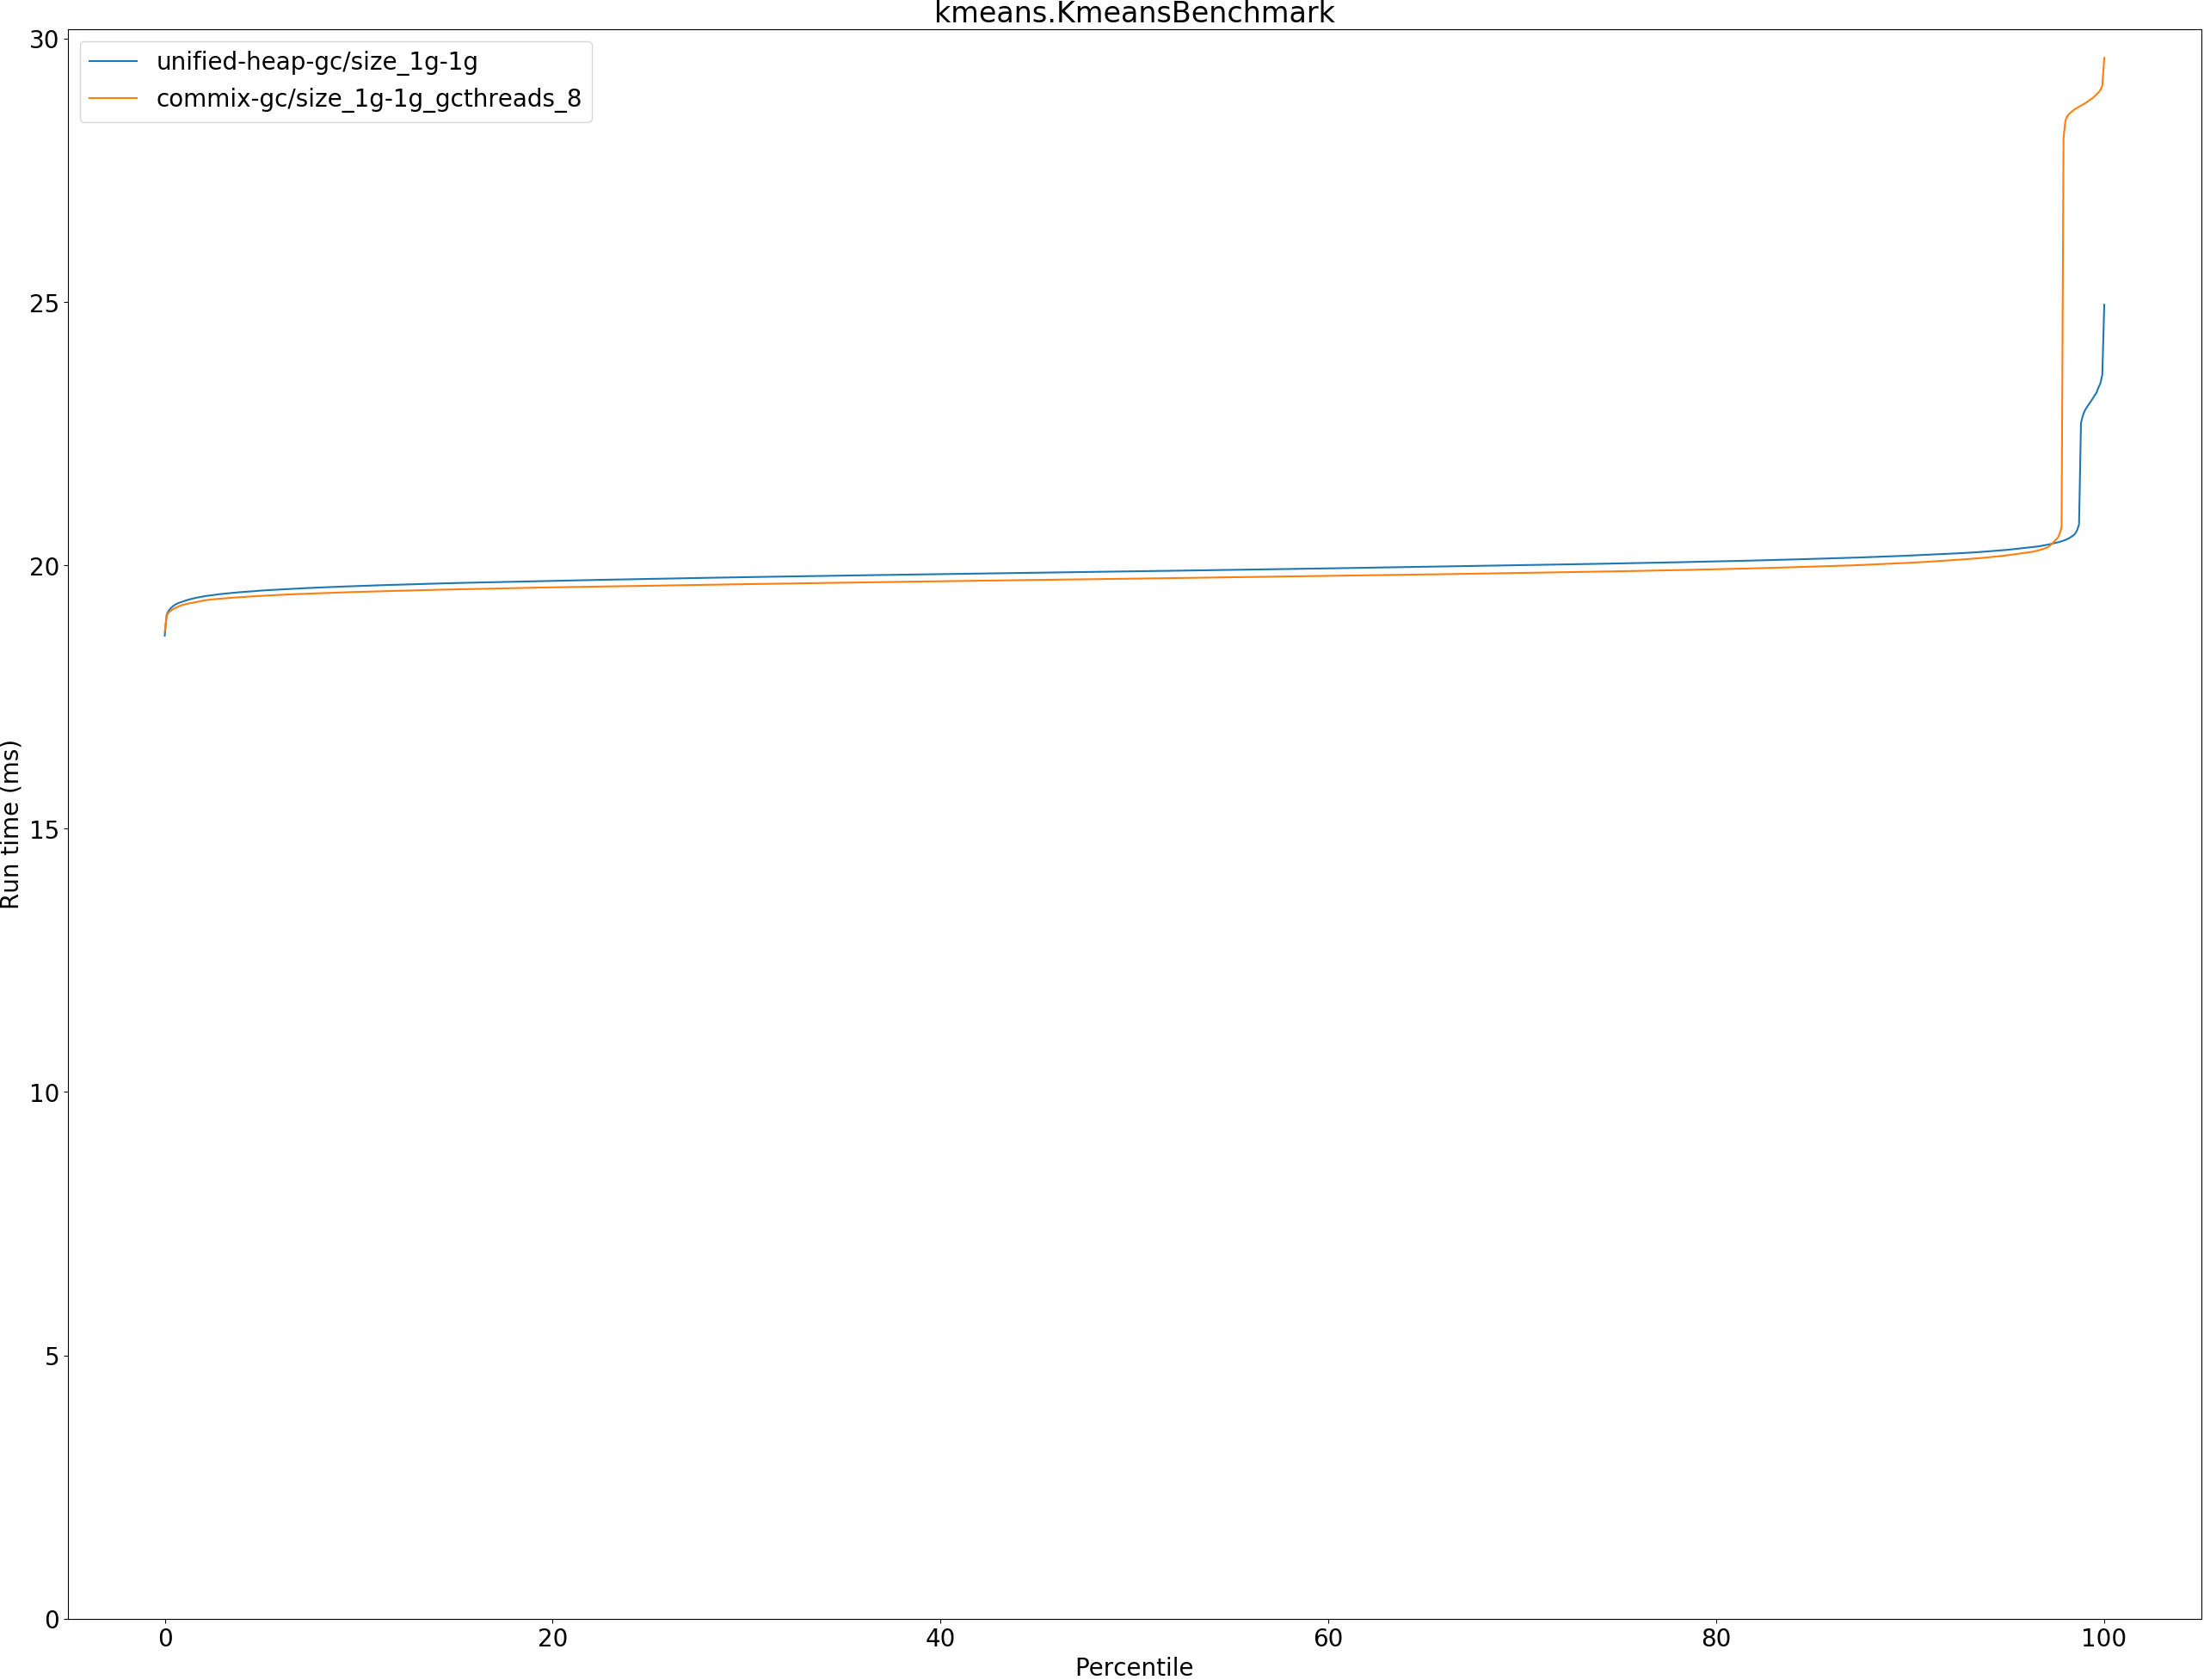 kmeans.KmeansBenchmark
unified-heap-gc/size_1g-1g
commix-gc/size_1g-1g_gcthreads_8
30
25
20
15
10
5
0
Run time (ms)
0 20 40 60 80 100
Percentile